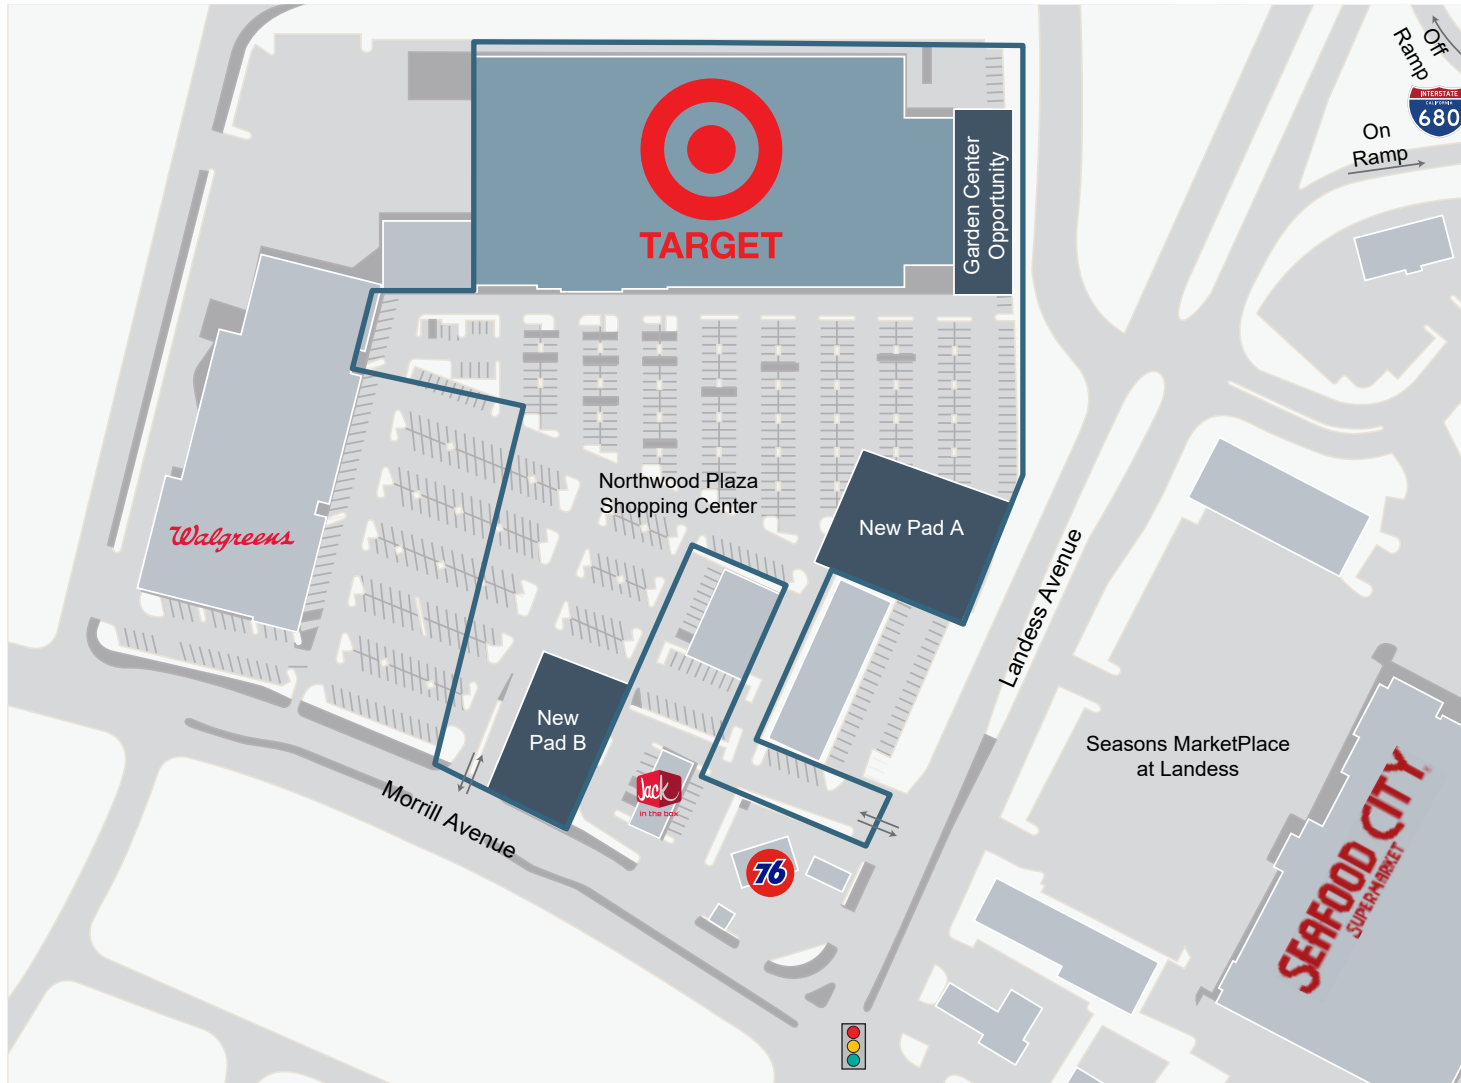 Off
Ramp
INTERSTATE
CALIFORNIA
680
On
Ramp
TARGET
Garden Center
Opportunity
Northwood Plaza
Shopping Center
New Pad A
Walgreens
Landess Avenue
New
Pad B
Seasons MarketPlace
at Landess
Jack
in the box
Morrill Avenue
76
SEAFOOD CITY
SUPERMARKET